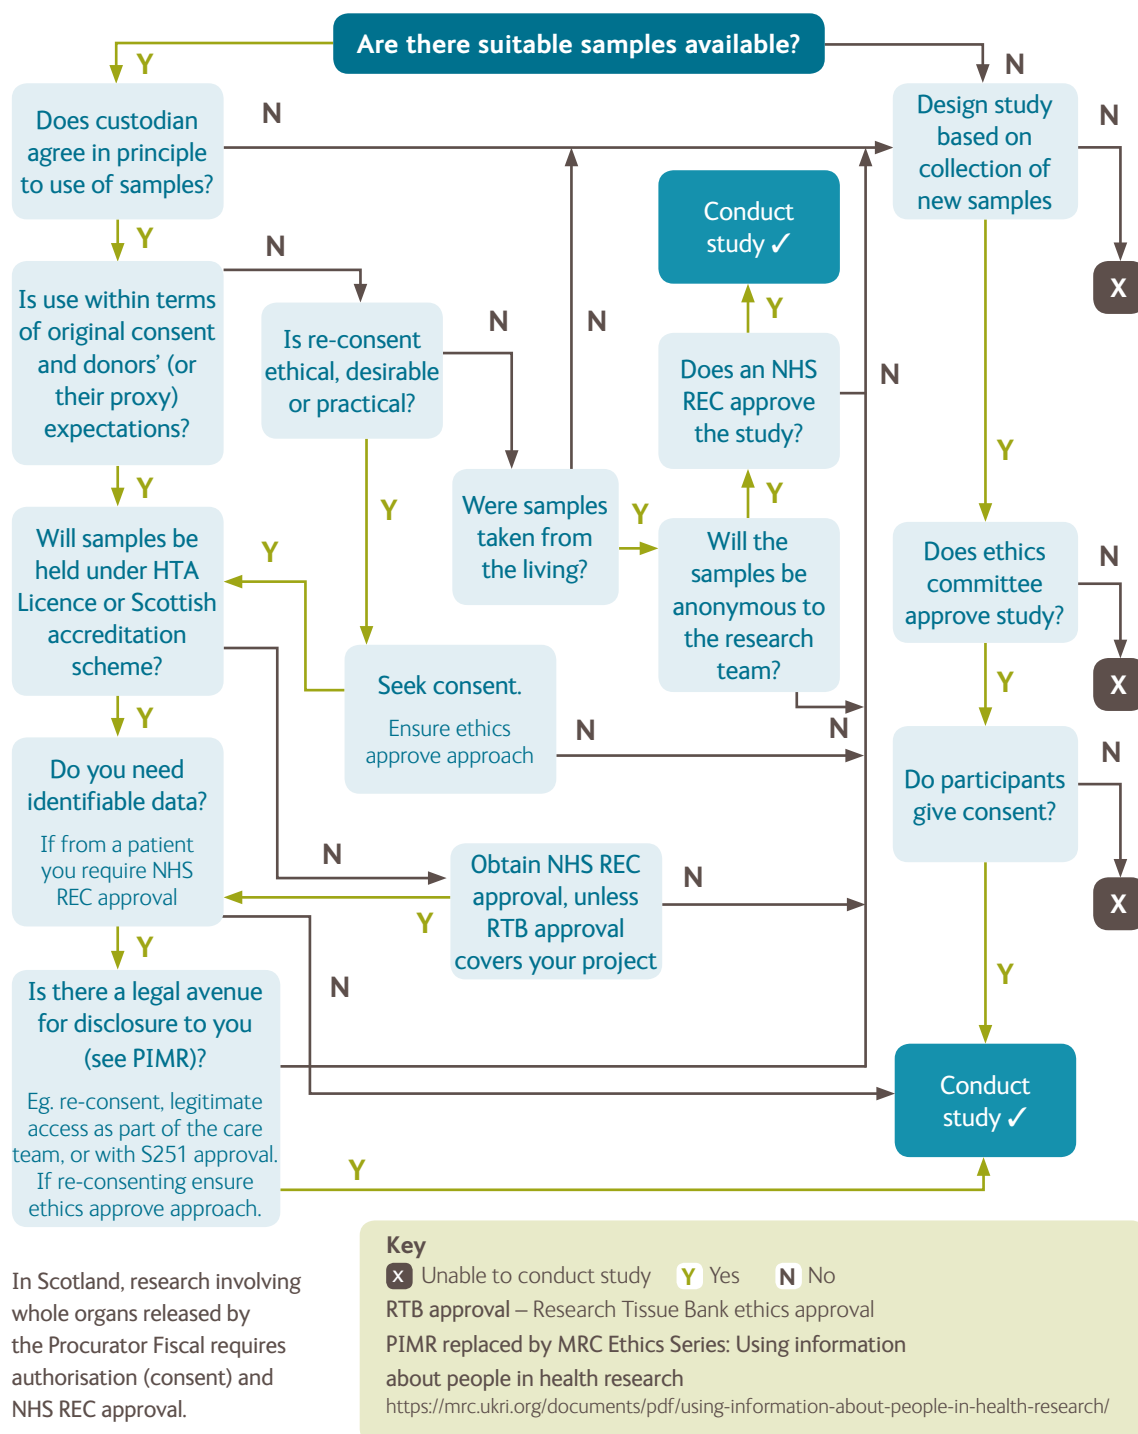 Are there suitable samples available?
Y
N
Does custodian
agree in principle
to use of samples?
N
Design study
based on
collection of
new samples
N
X
Conduct
study ✓
Y
N
Is use within terms
of original consent
and donors’ (or
their proxy)
expectations?
Is re-consent
ethical, desirable
or practical?
N
N
Y
Does an NHS
REC approve
the study?
N
Y
Y
Y
Were samples
taken from
the living?
Y
Y
Will the
samples be
anonymous to
the research
team?
N
Will samples be
held under HTA
Licence or Scottish
accreditation
scheme?
Y
Does ethics
committee
approve study?
N
X
Y
Seek consent.
Ensure ethics
approve approach
N
Y
Do you need
identifiable data?
If from a patient
you require NHS
REC approval
N
Obtain NHS REC
approval, unless
RTB approval
covers your project
N
Y
Do participants
give consent?
N
X
Y
Y
N
Is there a legal avenue
for disclosure to you
(see PIMR)?
Eg. re-consent, legitimate
access as part of the care
team, or with S251 approval.
If re-consenting ensure
ethics approve approach.
Y
Conduct
study ✓
In Scotland, research involving
whole organs released by
the Procurator Fiscal requires
authorisation (consent) and
NHS REC approval.
Key
X Unable to conduct study Y Yes N No
RTB approval – Research Tissue Bank ethics approval
PIMR replaced by MRC Ethics Series: Using information
about people in health research
https://mrc.ukri.org/documents/pdf/using-information-about-people-in-health-research/